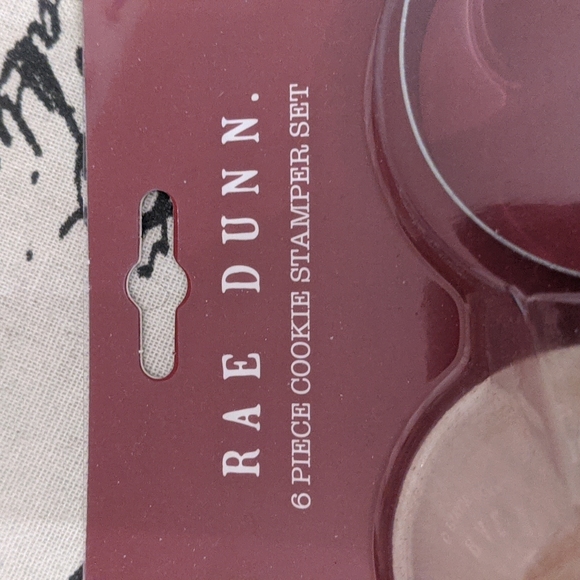 RAE DUNN.
6 PIECE COOKIE STAMPER SET